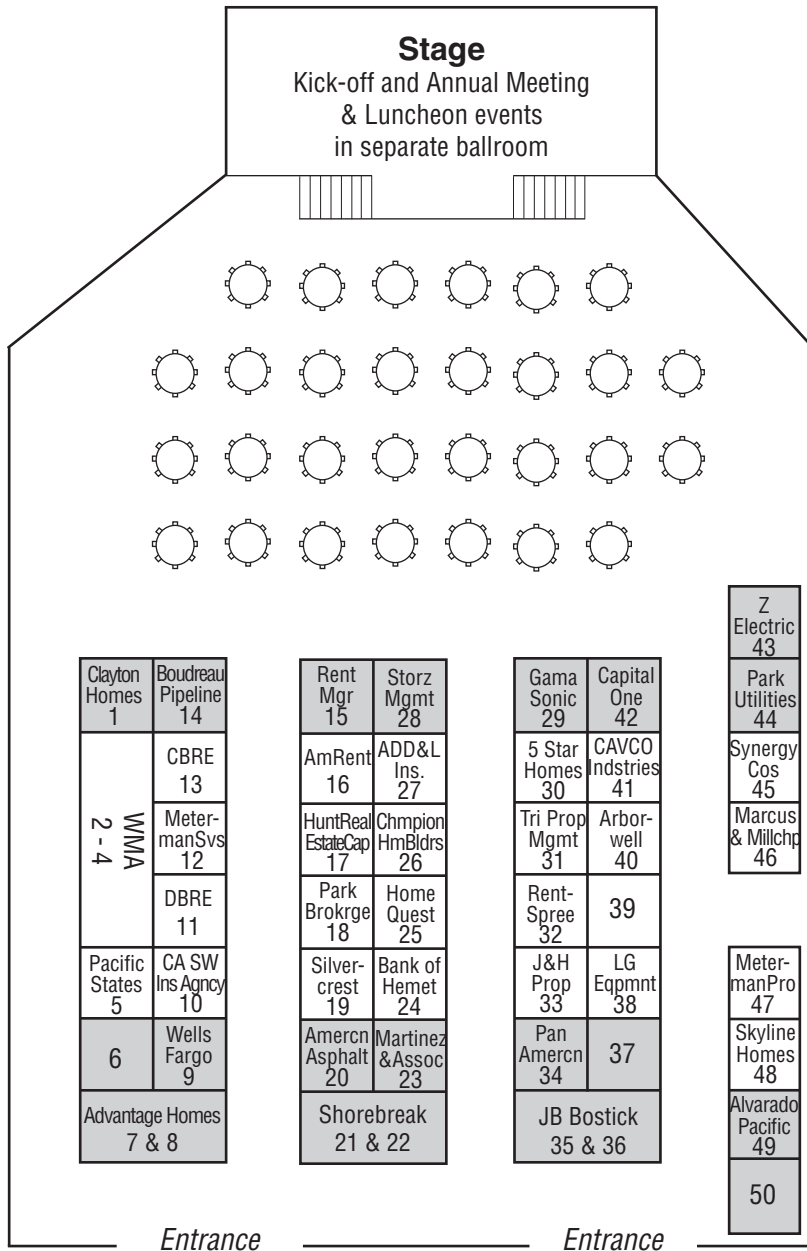 Stage
Kick-off and Annual Meeting
& Luncheon events
in separate ballroom
Clayton
Homes
1
Boudreau
Pipeline
14
WMA
2 - 4
CBRE
13
Meter-
manSvs
12
DBRE
11
Pacific
States
5
CA SW
Ins Agncy
10
6
Wells
Fargo
9
Advantage Homes
7 & 8
Rent
Mgr
15
Storz
Mgmt
28
AmRent
16
ADD&L
Ins.
27
HuntReal
EstateCap
17
Chmpion
HmBldrs
26
Park
Brokrge
18
Home
Quest
25
Silver-
crest
19
Bank of
Hemet
24
Amercn
Asphalt
20
Martinez
&Assoc
23
Shorebreak
21 & 22
Gama
Sonic
29
Capital
One
42
5 Star
Homes
30
CAVCO
Indstries
41
Tri Prop
Mgmt
31
Arbor-
well
40
Rent-
Spree
32
39
J&H
Prop
33
LG
Eqpmnt
38
Pan
Amercn
34
37
JB Bostick
35 & 36
Z
Electric
43
Park
Utilities
44
Synergy
Cos
45
Marcus
& Millchp
46
Meter-
manPro
47
Skyline
Homes
48
Alvarado
Pacific
49
50
Entrance
Entrance